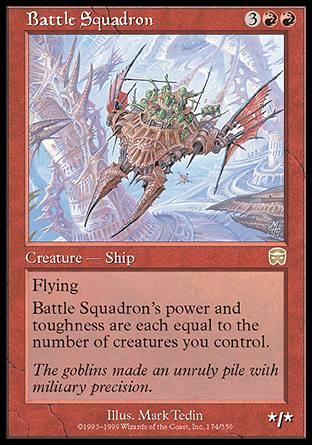 Battle Squadron 3
Creature — Ship
Flying
Battle Squadron's power and
toughness are each equal to the
number of creatures you control.
The goblins made an unruly pile with
military precision.
Illus. Mark Tedin
©1993–1999 Wizards of the Coast, Inc. 174/350
*/*